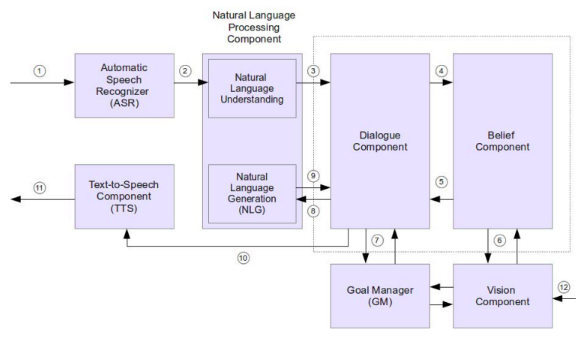 Natural Language
Processing
Component
1
Automatic
Speech
Recognizer
(ASR)
2
Natural
Language
Understanding
3
Dialogue
Component
4
Belief
Component
11
Text-to-Speech
Component
(TTS)
Natural
Language
Generation
(NLG)
9
8
5
10
7
6
Goal Manager
(GM)
Vision
Component
12